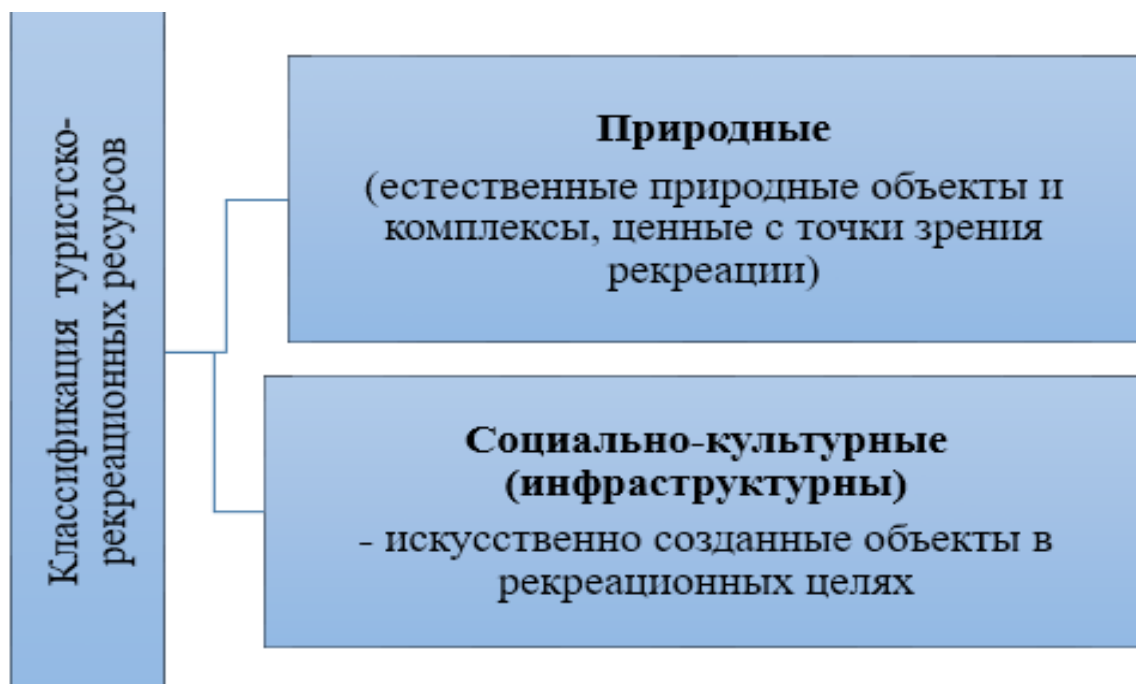 Классификация туристско-
рекреационных ресурсов
Природные
(естественные природные объекты и
комплексы, ценные с точки зрения
рекреации)
Социально-культурные
(инфраструктурны)
- искусственно созданные объекты в
рекреационных целях